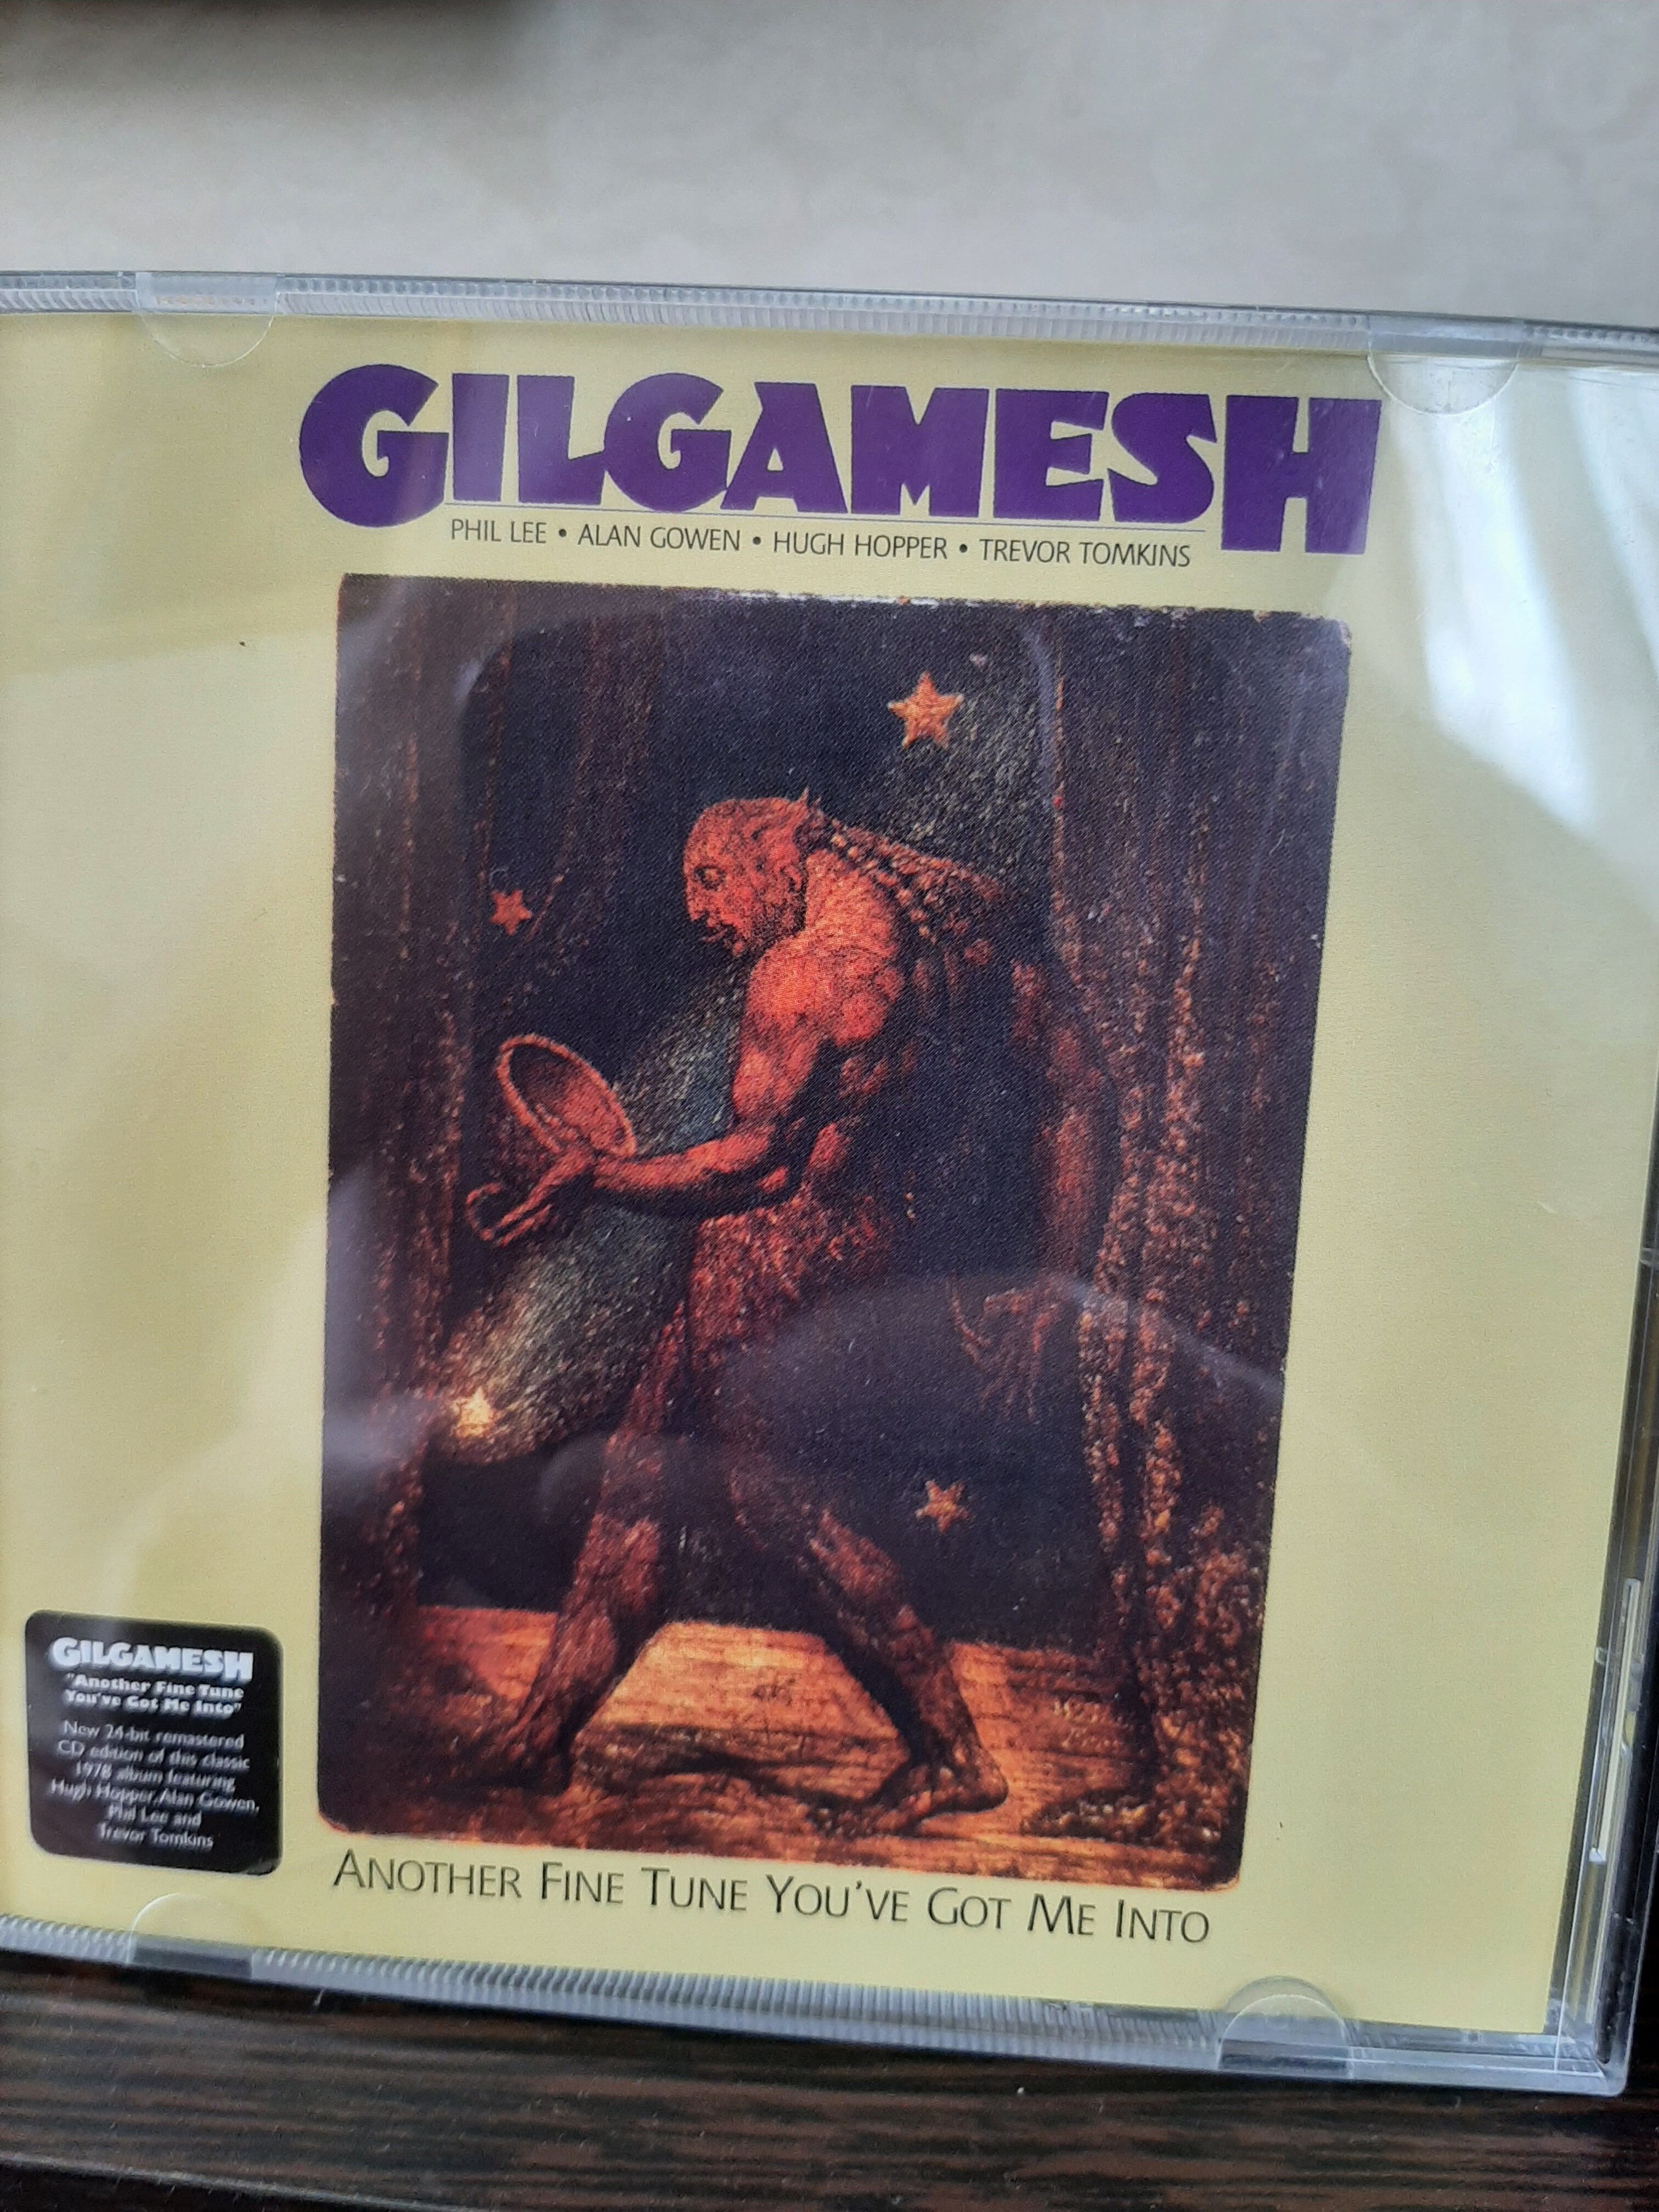 GILGAMESH
PHIL LEE • ALAN GOWEN • HUGH HOPPER • TREVOR TOMKINS
GILGAMESH
"Another Fine Tune
You've Got Me Into"
New 24-bit remastered
CD edition of this classic
1978 album featuring
Hugh Hopper, Alan Gowen,
Phil Lee and
Trevor Tomkins
ANOTHER FINE TUNE YOU'VE GOT ME INTO